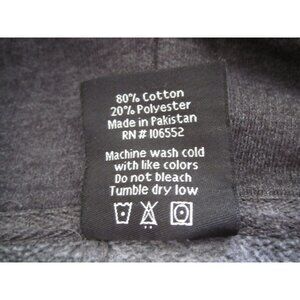 80% Cotton
20% Polyester
Made in Pakistan
RN # 106552
Machine wash cold
with like colors
Do not bleach
Tumble dry low